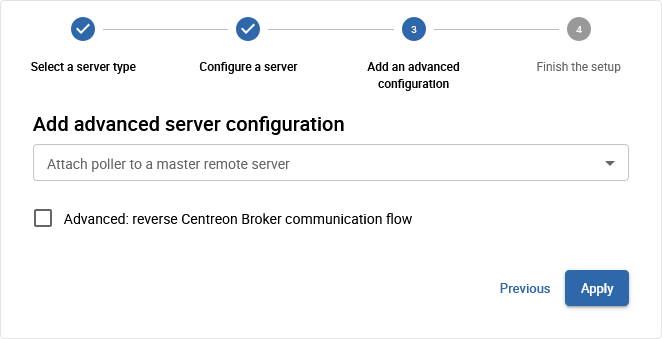 3
4
Select a server type
Configure a server
Add an advanced
configuration
Finish the setup
Add advanced server configuration
Attach poller to a master remote server
Advanced: reverse Centreon Broker communication flow
Previous
Apply